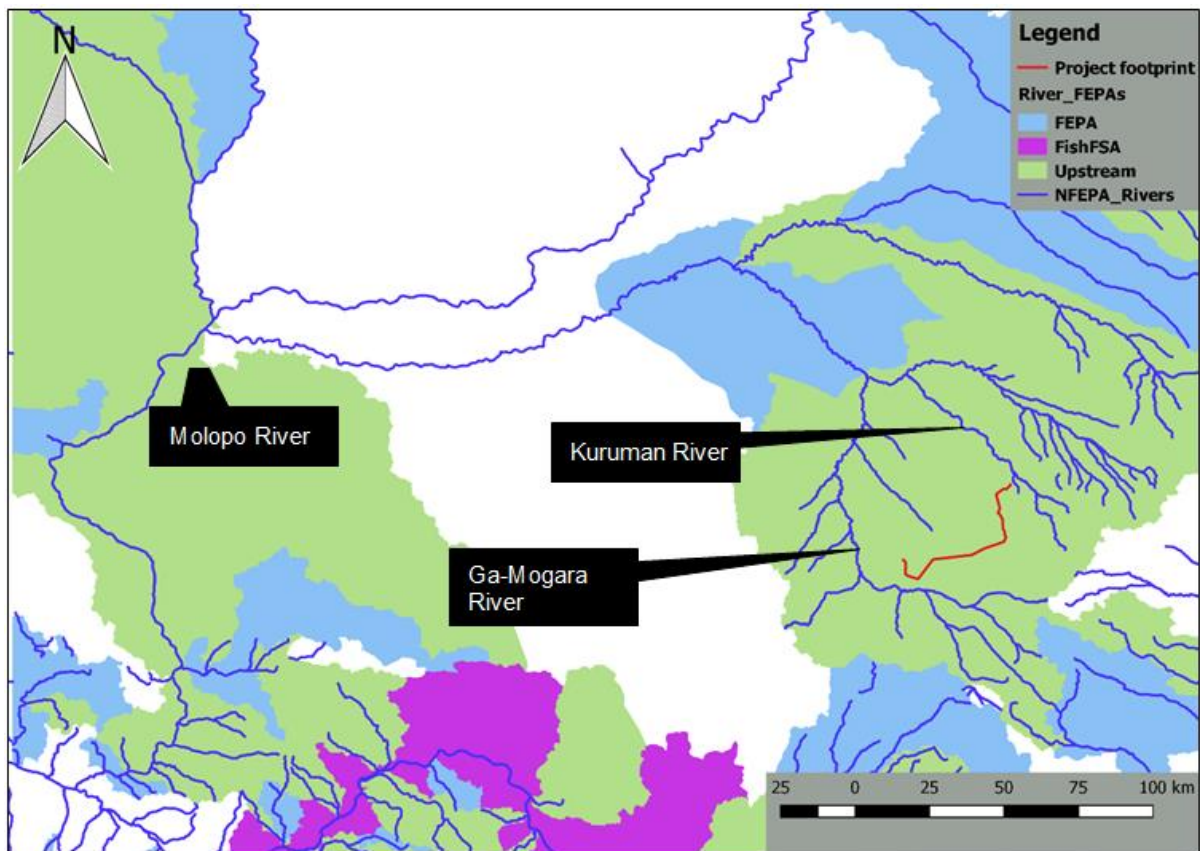 N
Legend
Project footprint
River_FEPAs
FEPA
FishFSA
Upstream
NFEPA_Rivers
Molopo River
Kuruman River
Ga-Mogara
River
25 0 25 50 75 100 km